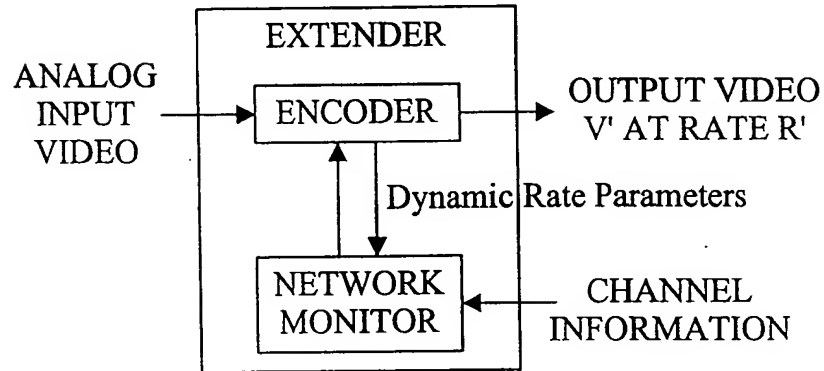 EXTENDER
ANALOG
INPUT
VIDEO
ENCODER
OUTPUT VIDEO
V' AT RATE R'
Dynamic Rate Parameters
NETWORK
MONITOR
CHANNEL
INFORMATION